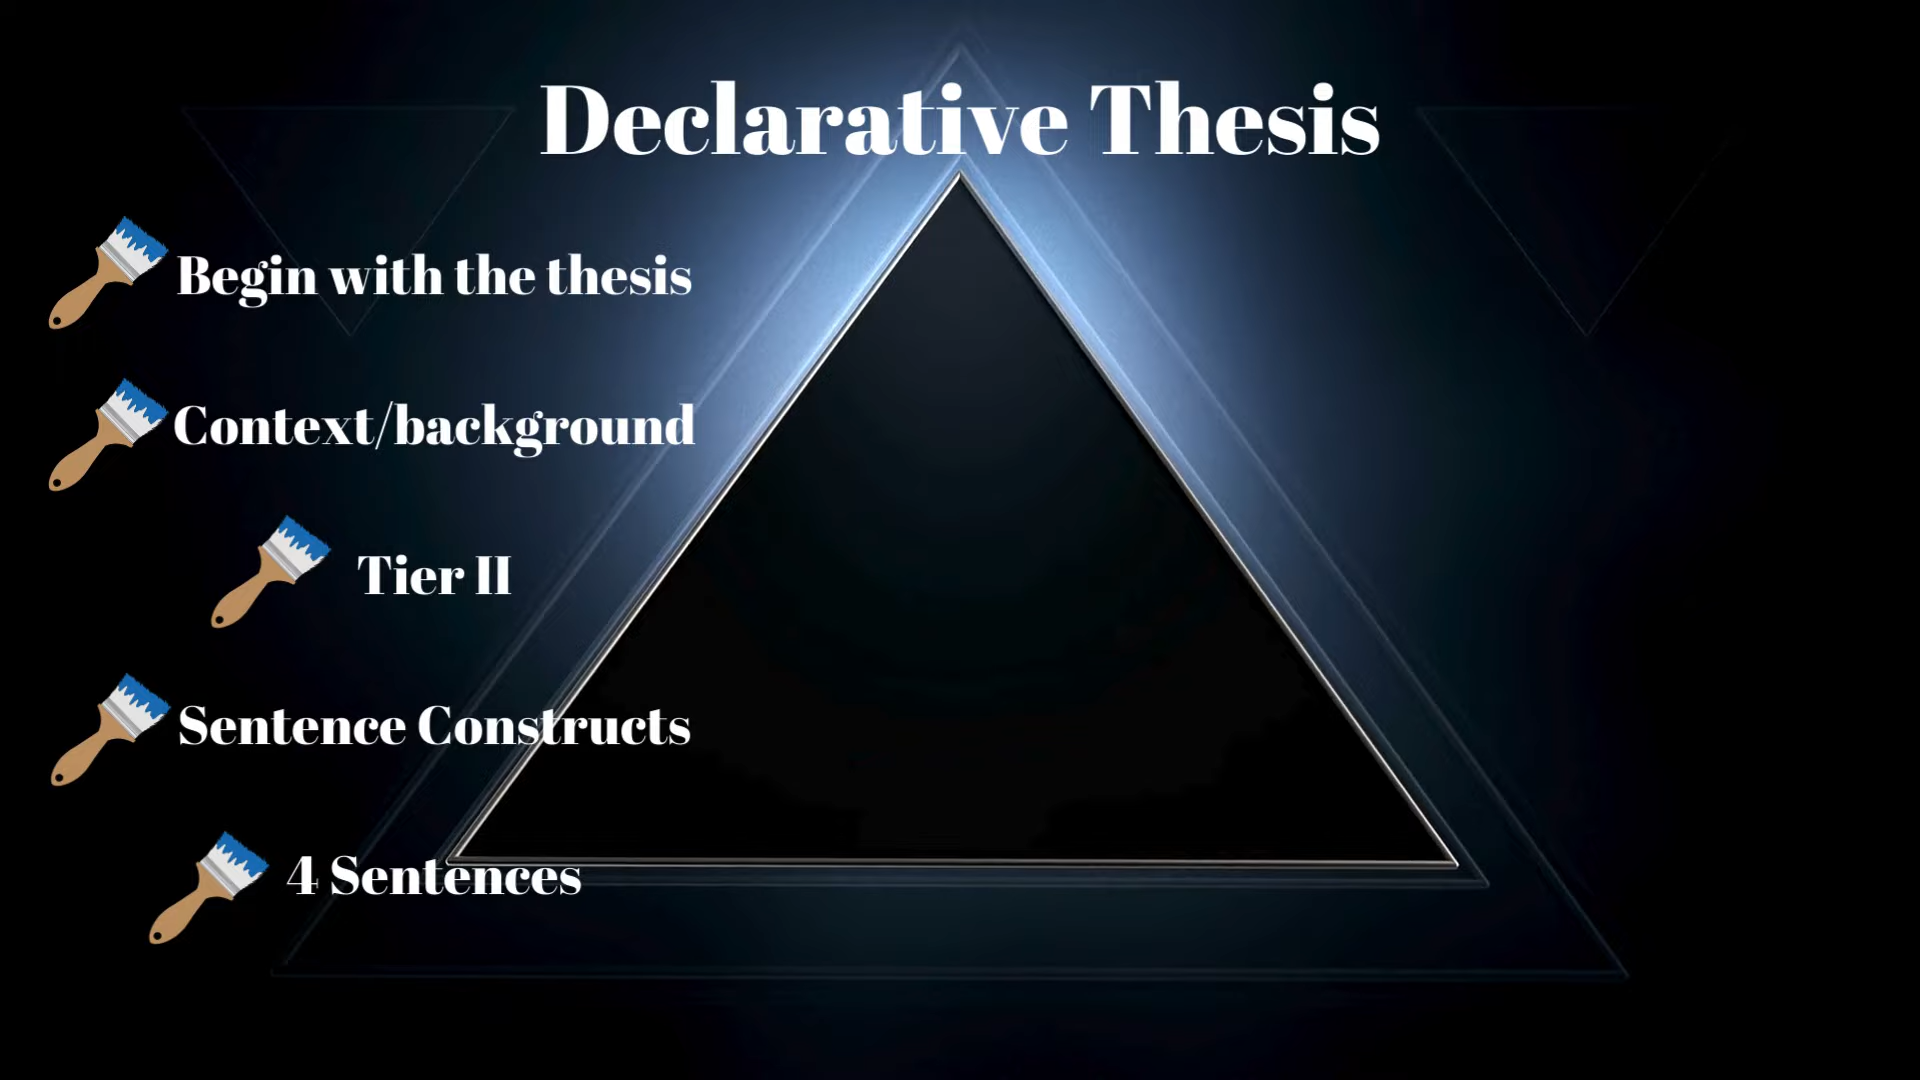 Declarative Thesis
Begin with the thesis
Context/background
Tier II
Sentence Constructs
4 Sentences